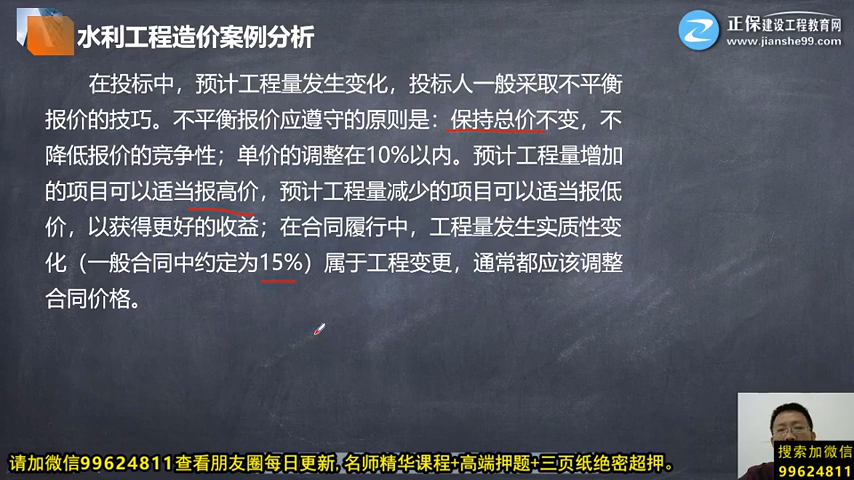 水利工程造价案例分析
正保建设工程教育网
www.jianshe99.com
在投标中，预计工程量发生变化，投标人一般采取不平衡
报价的技巧。不平衡报价应遵守的原则是：保持总价不变，不
降低报价的竞争性；单价的调整在10%以内。预计工程量增加
的项目可以适当报高价，预计工程量减少的项目可以适当报低
价，以获得更好的收益；在合同履行中，工程量发生实质性变
化（一般合同中约定为15%）属于工程变更，通常都应该调整
合同价格。
搜索加微信
99624811
请加微信99624811查看朋友圈每日更新,名师精华课程+高端押题+三页纸绝密超押。